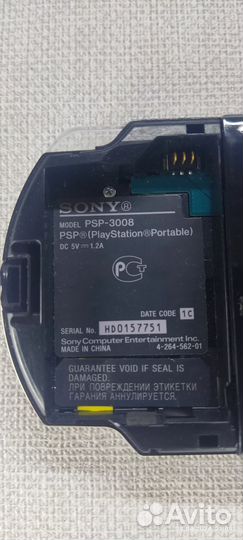 SONY®
MODEL PSP-3008
PSP®(PlayStation®Portable)
DC 5V ⎓ 1.2A
DATE CODE 1C
SERIAL No. HD0157751
Sony Computer Entertainment Inc.
MADE IN CHINA 4-264-562-01
GUARANTEE VOID IF SEAL IS
DAMAGED.
ПРИ ПОВРЕЖДЕНИИ ЭТИКЕТКИ
ГАРАНИЯ АННУЛИРУЕТСЯ.
Avito